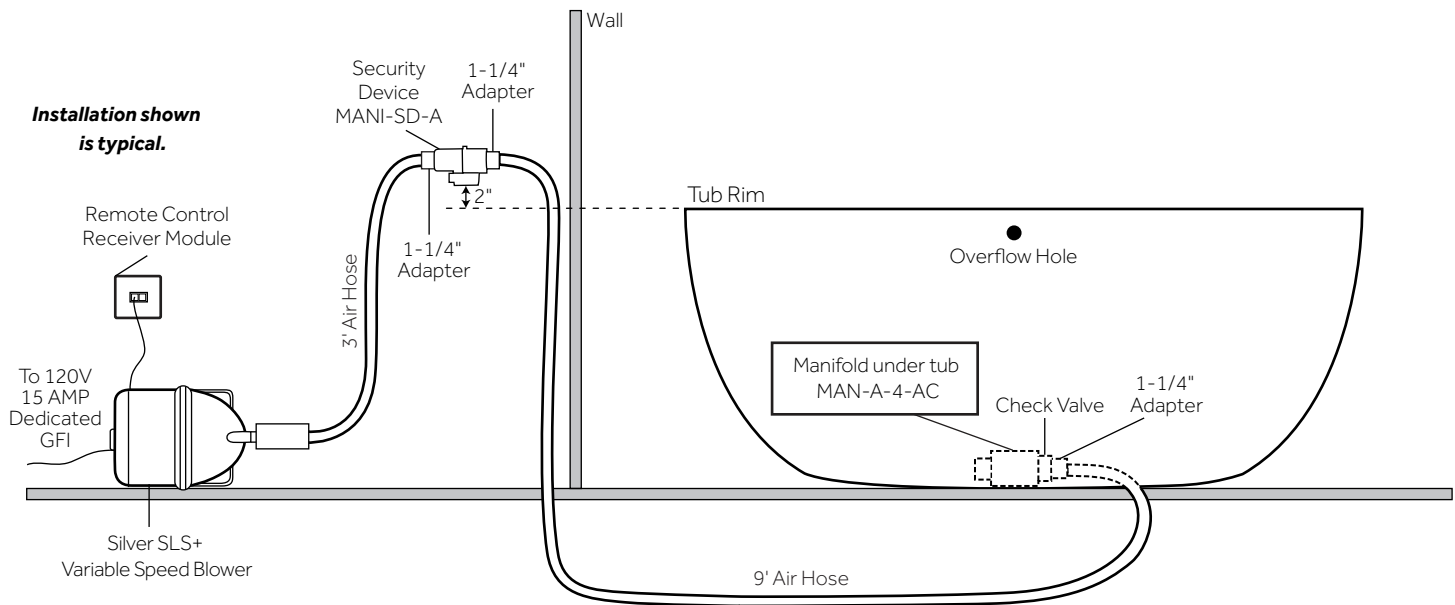 Wall
Security
Device
MANI-SD-A
1-1/4"
Adapter
Installation shown
is typical.
2"
Tub Rim
Remote Control
Receiver Module
1-1/4"
Adapter
Overflow Hole
3' Air Hose
To 120V
15 AMP
Dedicated
GFI
Manifold under tub
MAN-A-4-AC
Check Valve
1-1/4"
Adapter
Silver SLS+
Variable Speed Blower
9' Air Hose